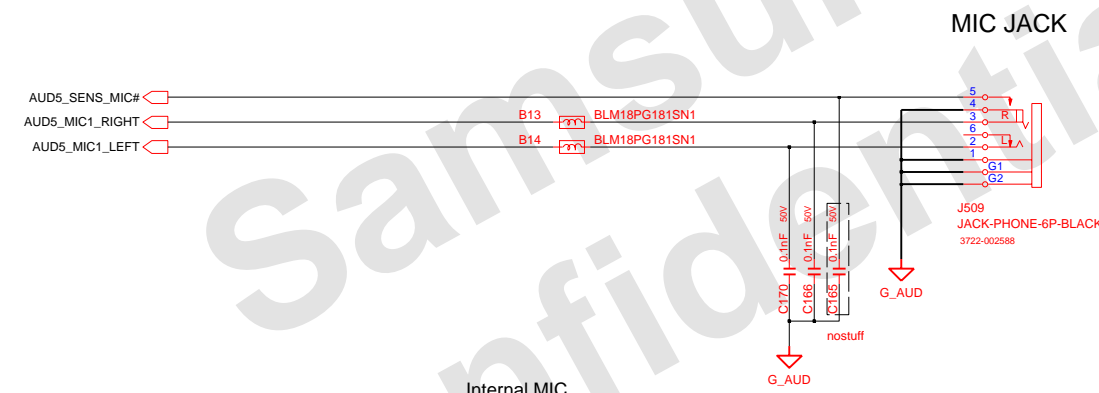 MIC JACK
AUD5_SENS_MIC#
AUD5_MIC1_RIGHT
AUD5_MIC1_LEFT
B13
BLM18PG181SN1
B14
BLM18PG181SN1
5
4
3
6
2
1
G1
G2
R
L
J509
JACK-PHONE-6P-BLACK
3722-002588
C170 0.1nF 50V
C166 0.1nF 50V
C165 0.1nF 50V
nostuff
G_AUD
G_AUD
Internal MIC